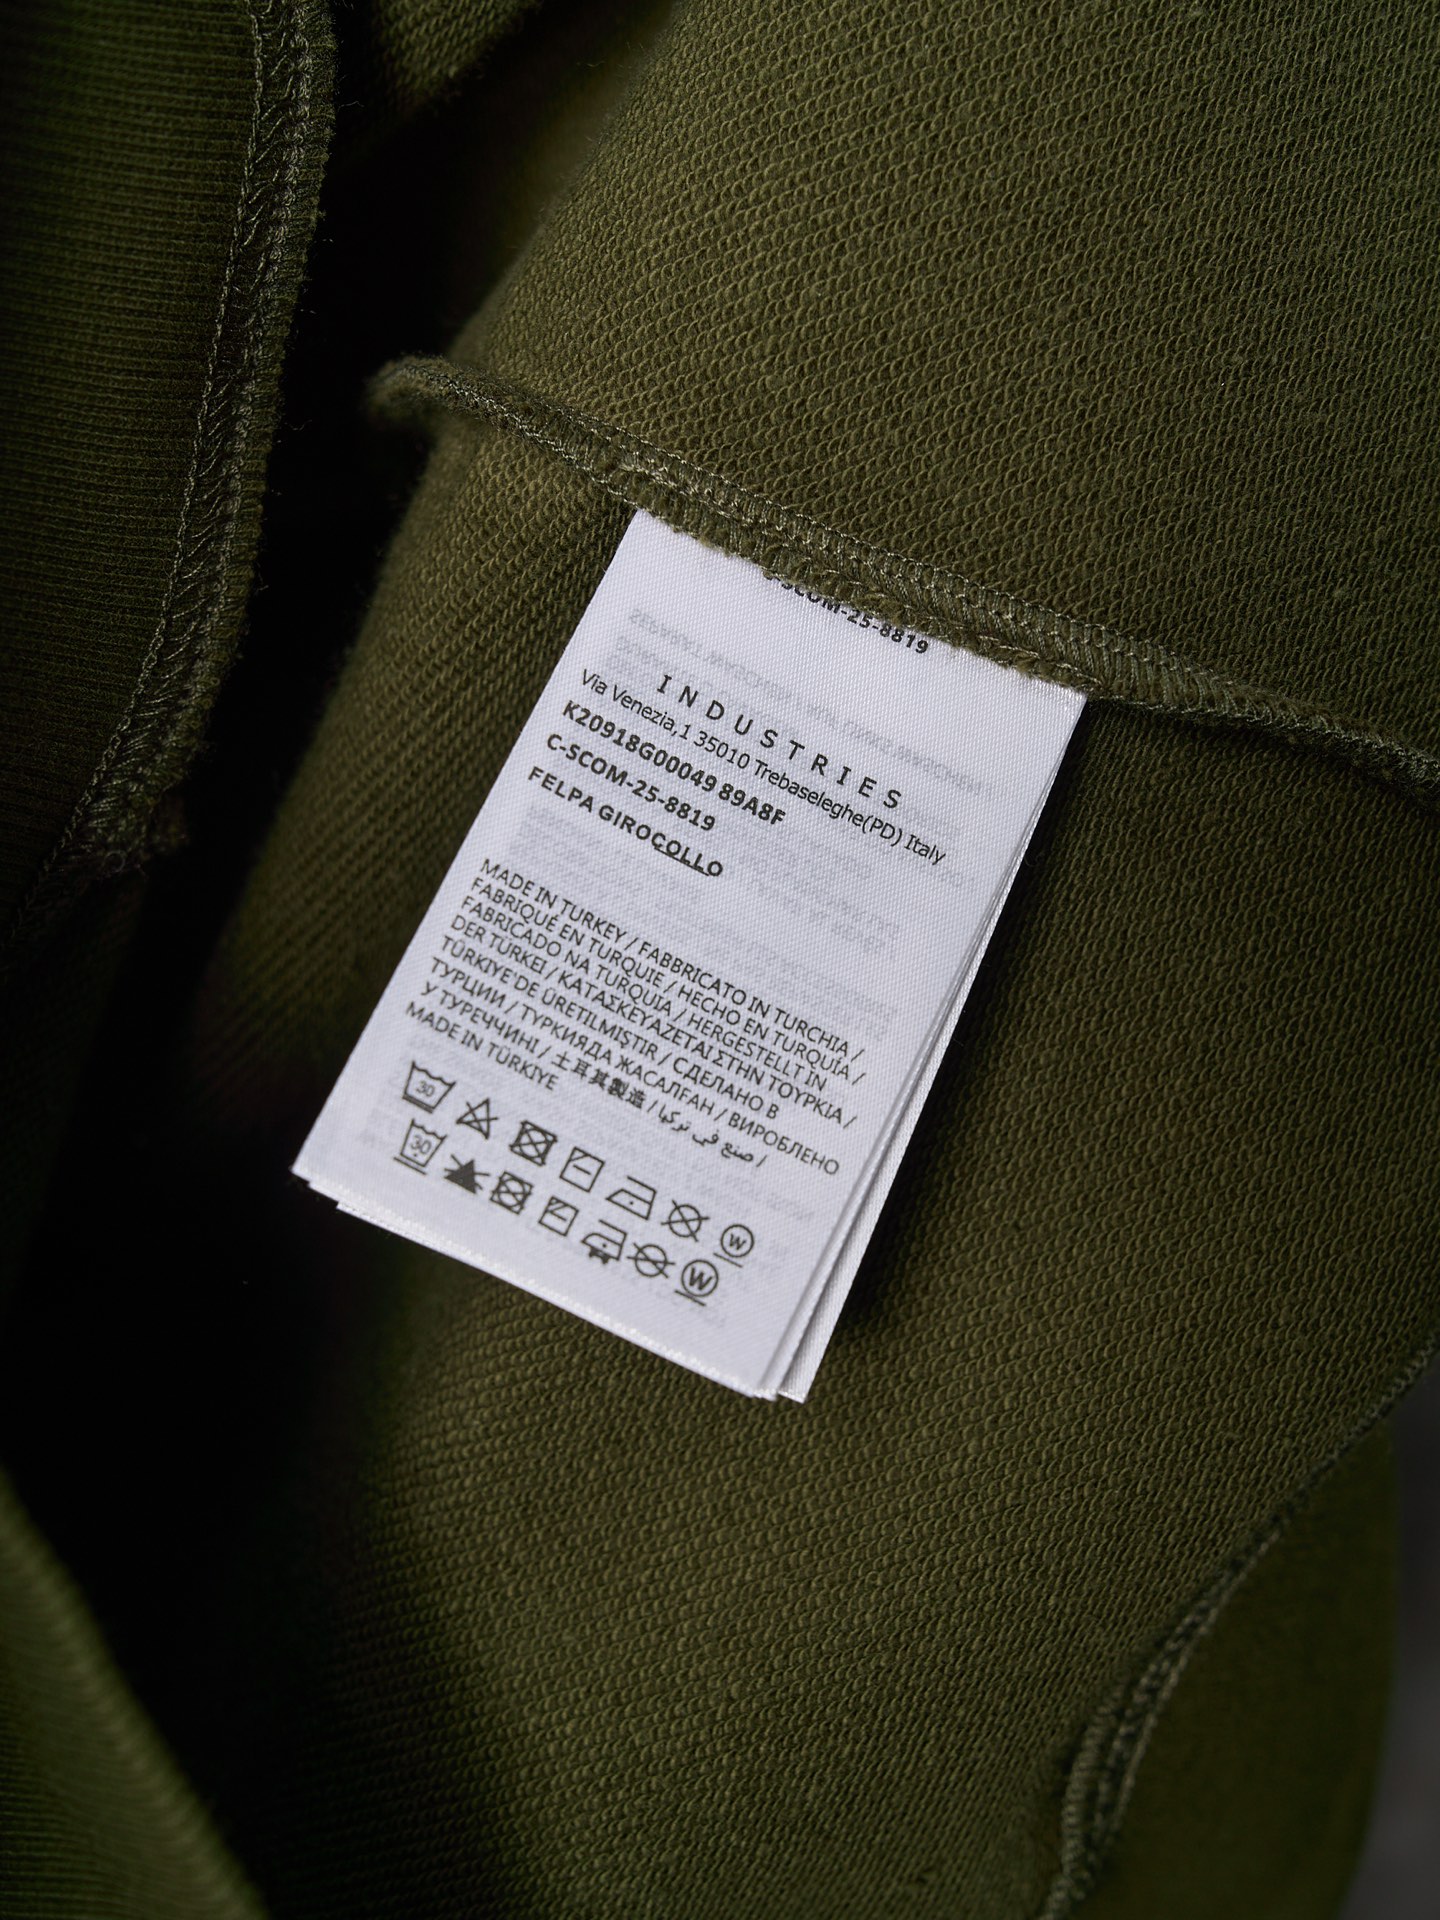 C-SCOM-25-8819
INDUSTRIES
Via Venezia,1 35010 Trebaseleghe(PD) Italy
K20918G00049 89A8F
C-SCOM-25-8819
FELPA GIROCOLLO
MADE IN TURKEY / FABBRICATO IN TURCHIA /
FABRIQUÉ EN TURQUIE / HECHO EN TURQUÍA /
FABRICADO NA TURQUIA / HERGESTELLT IN
DER TÜRKEI / ΚΑΤΑΣΚΕΥΑΖΕΤΑΙ ΣΤΗΝ ΤΟΥΡΚΙΑ /
TÜRKİYE'DE ÜRETILMIŞTIR / СДЕЛАНО В
ТУРЦИИ / ТҮРКИЯДА ЖАСАЛҒАН / ВИРОБЛЕНО
У ТУРЕЧЧИНІ / 土耳其製造 / صنع في تركيا /
MADE IN TÜRKIYE
30
W
30
W